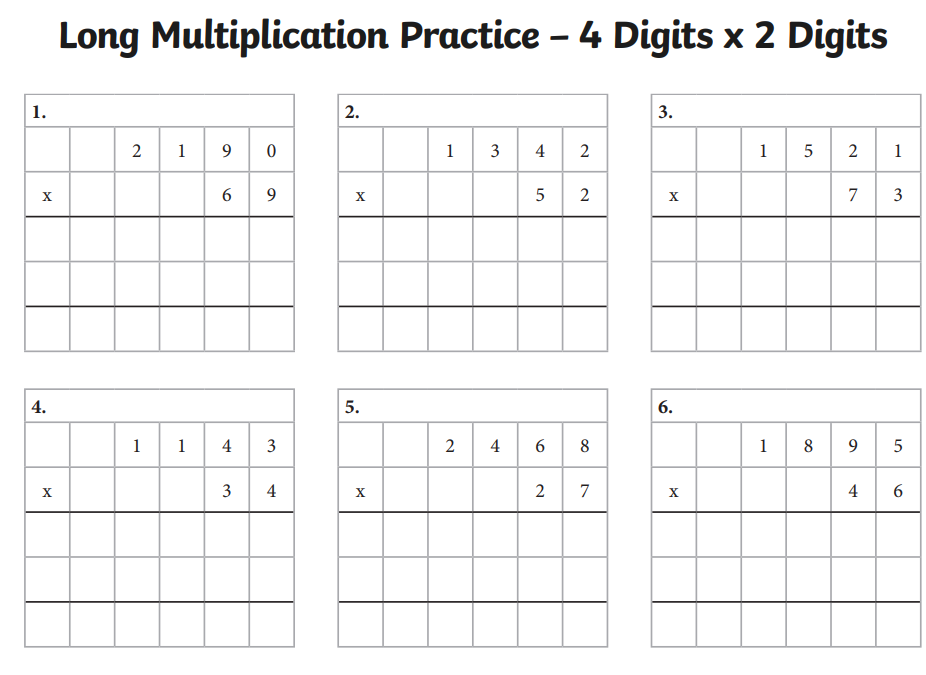 Long Multiplication Practice – 4 Digits x 2 Digits
1. 2. 3.
2 1 9 0 1 3 4 2 1 5 2 1
x 6 9 x 5 2 x 7 3
4. 5. 6.
1 1 4 3 2 4 6 8 1 8 9 5
x 3 4 x 2 7 x 4 6